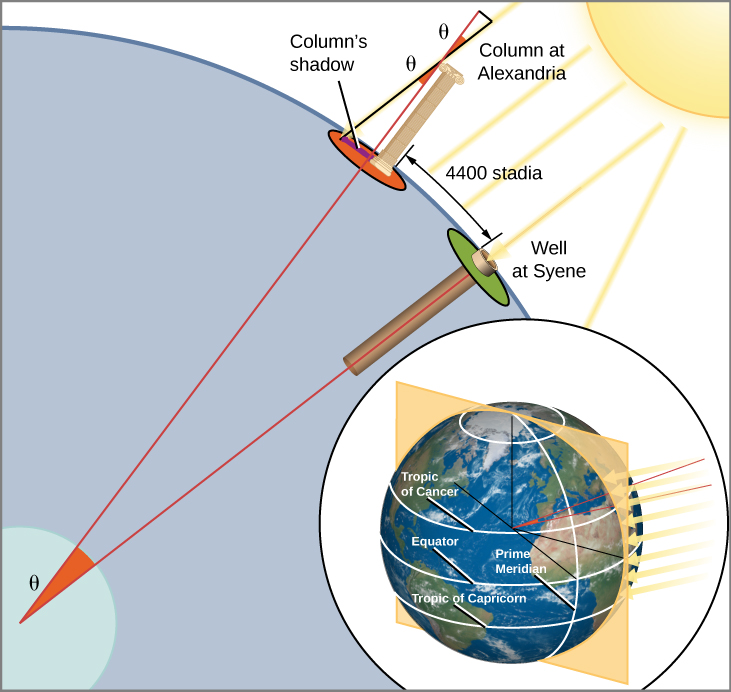 Column's
shadow
θ
θ
Column at
Alexandria
4400 stadia
Well
at Syene
θ
Tropic
of Cancer
Equator
Prime
Meridian
Tropic of Capricorn